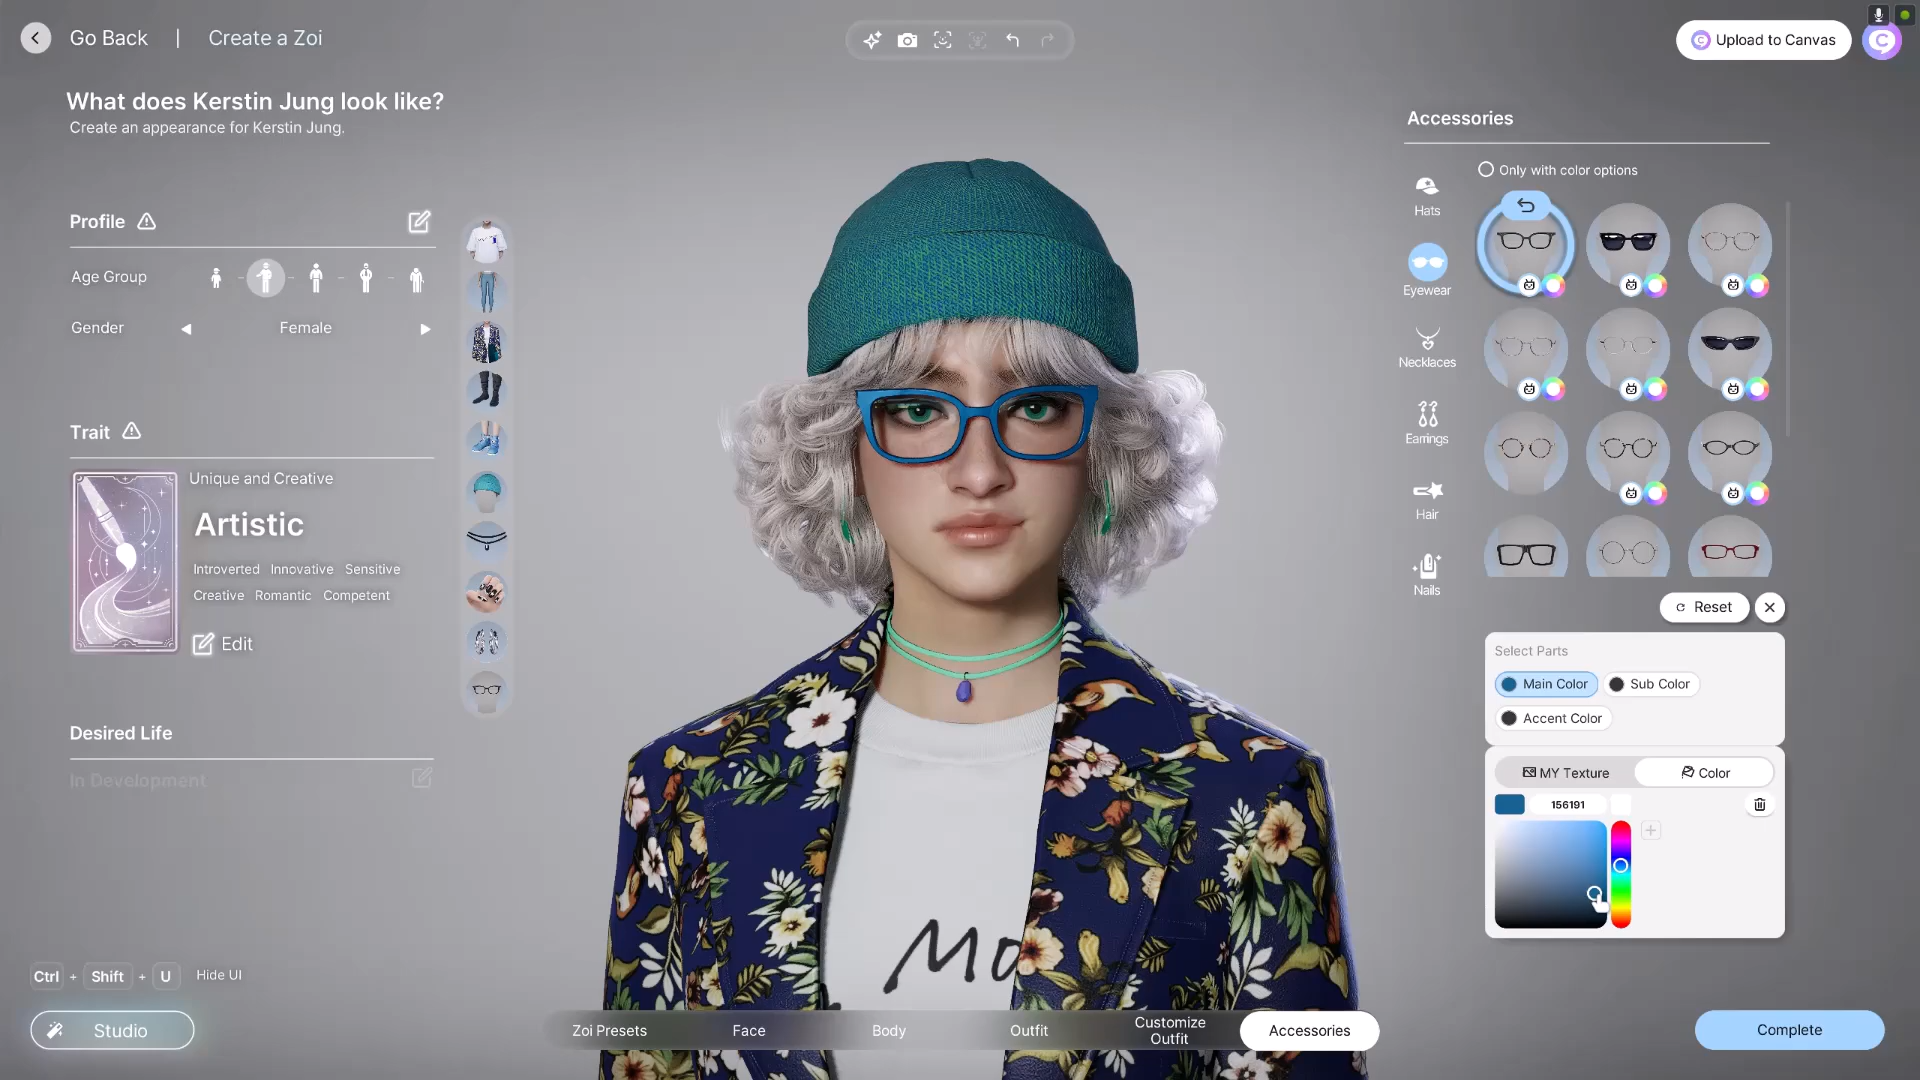 Go Back | Create a Zoi
Upload to Canvas
What does Kerstin Jung look like?
Create an appearance for Kerstin Jung.
Profile
Age Group
Gender
Female
Trait
Unique and Creative
Artistic
Introverted Innovative Sensitive
Creative Romantic Competent
Edit
Desired Life
In Development
Ctrl + Shift + U Hide UI
Studio
Mo
Zoi Presets
Face
Body
Outfit
Customize
Outfit
Accessories
Accessories
Only with color options
Hats
Eyewear
Necklaces
Earrings
Hair
Nails
Reset
Select Parts
Main Color
Sub Color
Accent Color
MY Texture
Color
156191
Complete